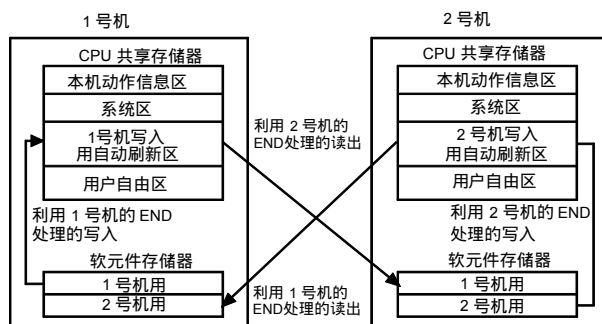 1 号机
CPU 共享存储器
本机动作信息区
系统区
1号机写入
用自动刷新区
用户自由区
利用 1 号机的 END
处理的写入
软元件存储器
1 号机用
2 号机用
利用 2 号机的
END处理的读出
利用 1 号机的
END处理的读出
2 号机
CPU 共享存储器
本机动作信息区
系统区
2 号机写入
用自动刷新区
用户自由区
利用 2 号机的 END
处理的写入
软元件存储器
1 号机用
2 号机用